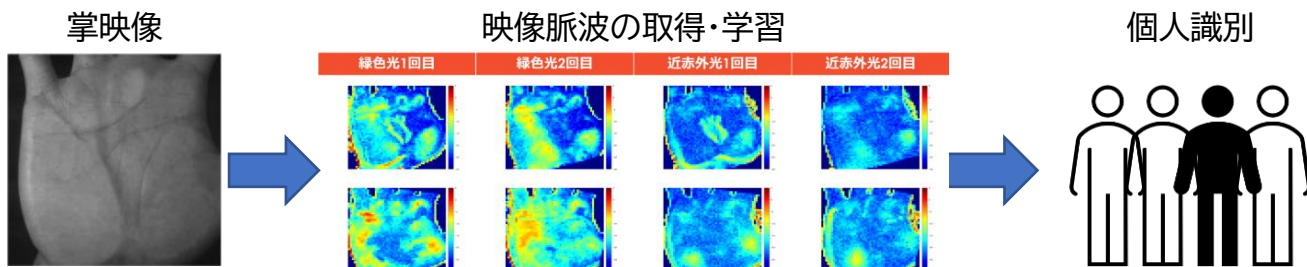 掌映像
映像脈波の取得・学習
個人識別
緑色光1回目
緑色光2回目
近赤外光1回目
近赤外光2回目